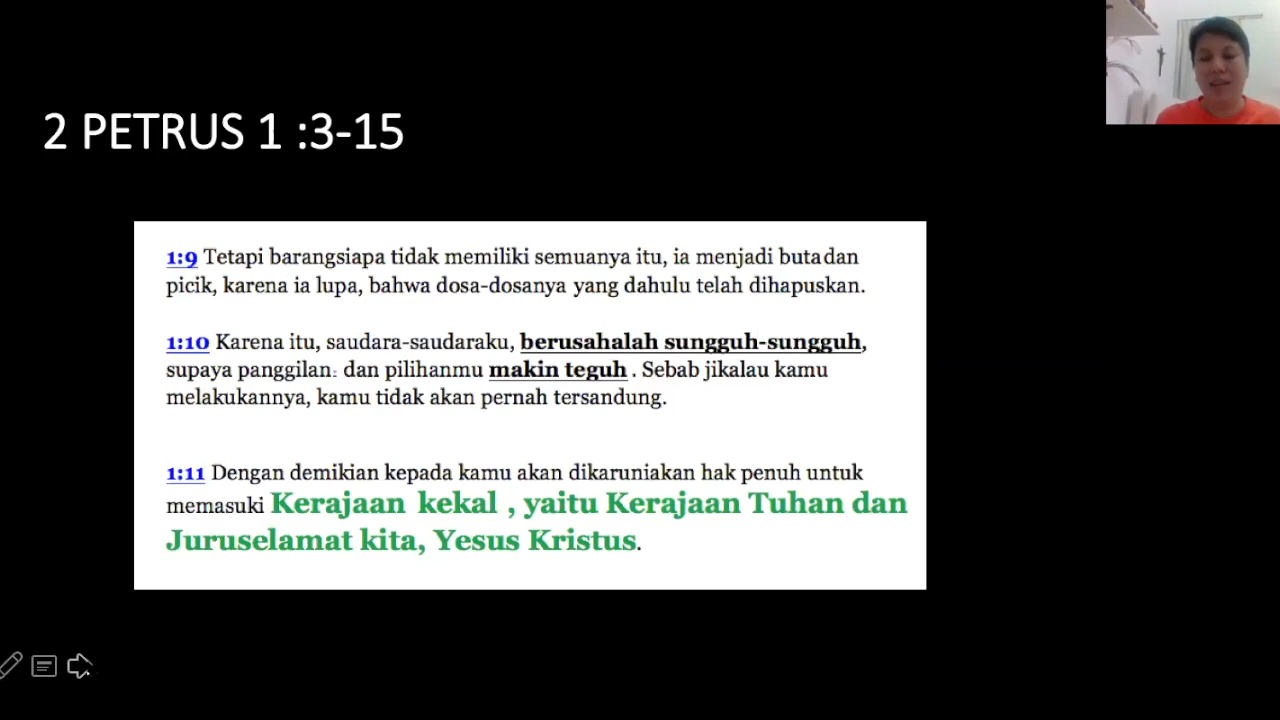 2 PETRUS 1 :3-15
1:9 Tetapi barangsiapa tidak memiliki semuanya itu, ia menjadi buta dan
picik, karena ia lupa, bahwa dosa-dosanya yang dahulu telah dihapuskan.
1:10 Karena itu, saudara-saudaraku, berusahalah sungguh-sungguh,
supaya panggilan: dan pilihanmu makin teguh . Sebab jikalau kamu
melakukannya, kamu tidak akan pernah tersandung.
1:11 Dengan demikian kepada kamu akan dikaruniakan hak penuh untuk
memasuki Kerajaan kekal , yaitu Kerajaan Tuhan dan
Juruselamat kita, Yesus Kristus.